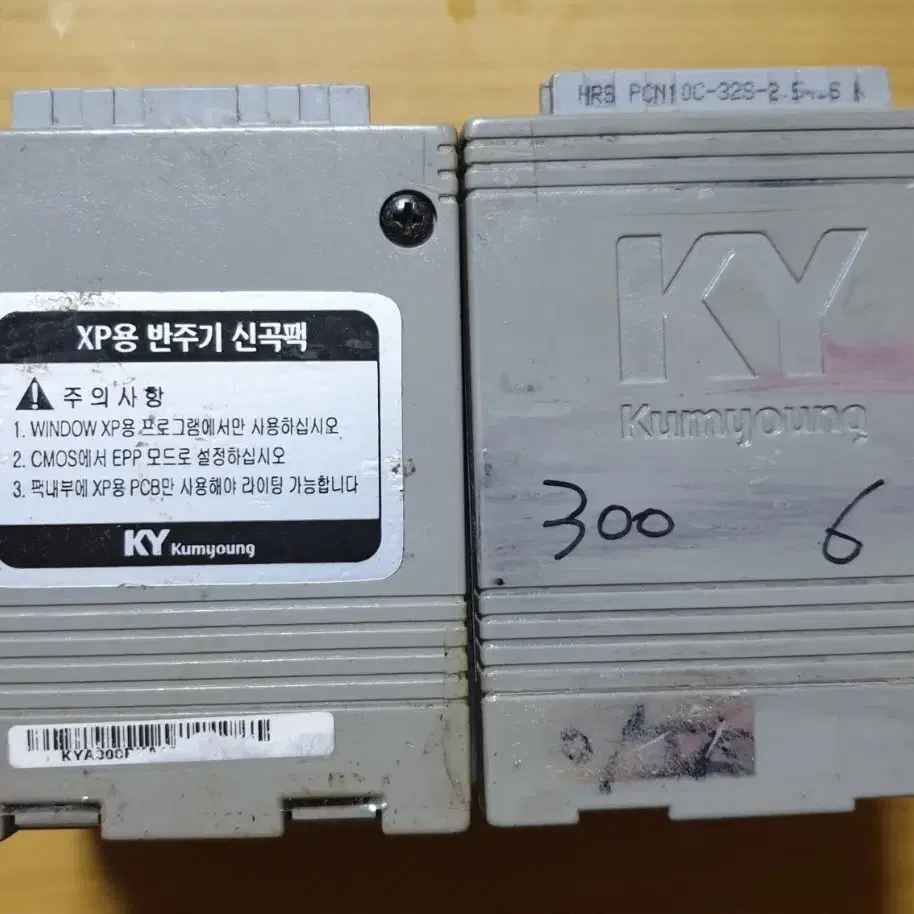 XP용 반주기 신곡팩
주의사항
1. WINDOW XP용 프로그램에서만 사용하십시오
2. CMOS에서 EPP 모드로 설정하십시오
3. 팩내부에 XP용 PCB만 사용해야 라이팅 가능합니다
KY Kumyoung
HRS PCN10C-32S-2.5
KY
Kumyoung
300 6